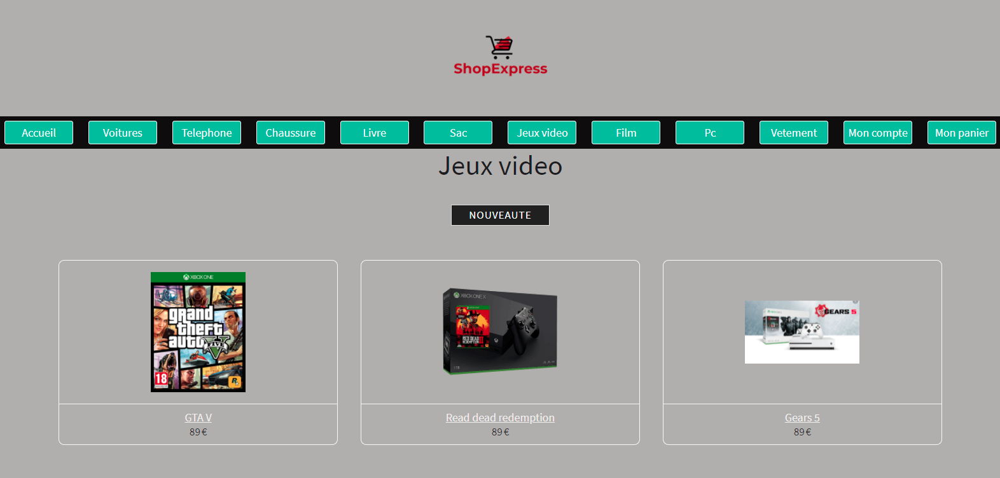 ShopExpress
Accueil Voitures Telephone Chaussure Livre Sac Jeux video Film Pc Vetement Mon compte Mon panier
Jeux video
NOUVEAUTE
XBOX ONE
grand
theft
auto
FIVE
18
R
XBOX ONE X
RED DEAD
REDEMPTION
1TB
GEARS 5
GTA V
89 €
Read dead redemption
89 €
Gears 5
89 €